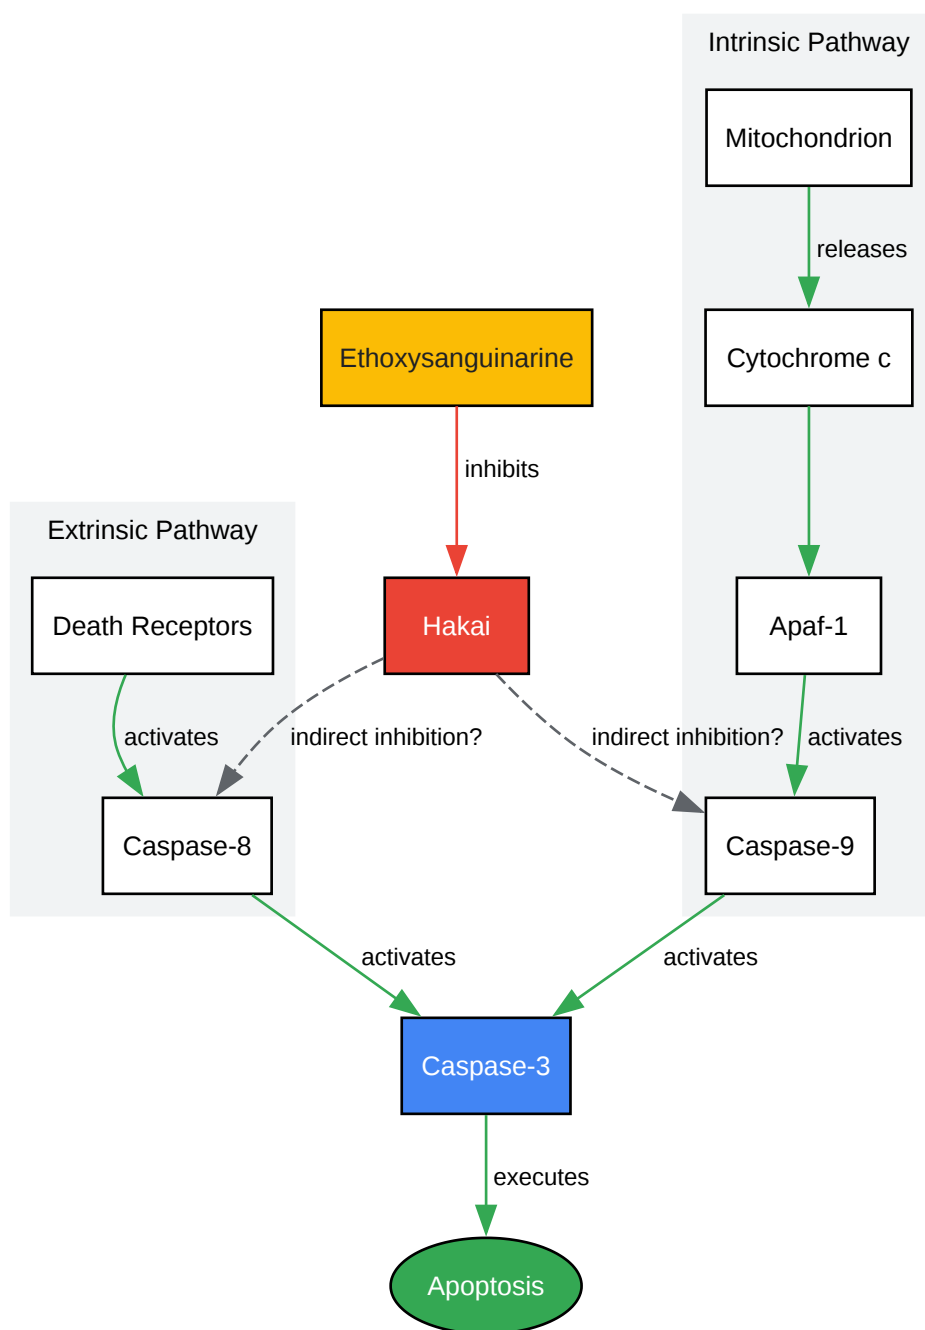 Intrinsic Pathway
Mitochondrion
releases
Ethoxysanguinarine
Cytochrome c
inhibits
Extrinsic Pathway
Death Receptors
Hakai
Apaf-1
activates
indirect inhibition?
indirect inhibition?
activates
Caspase-8
Caspase-9
activates
activates
Caspase-3
executes
Apoptosis